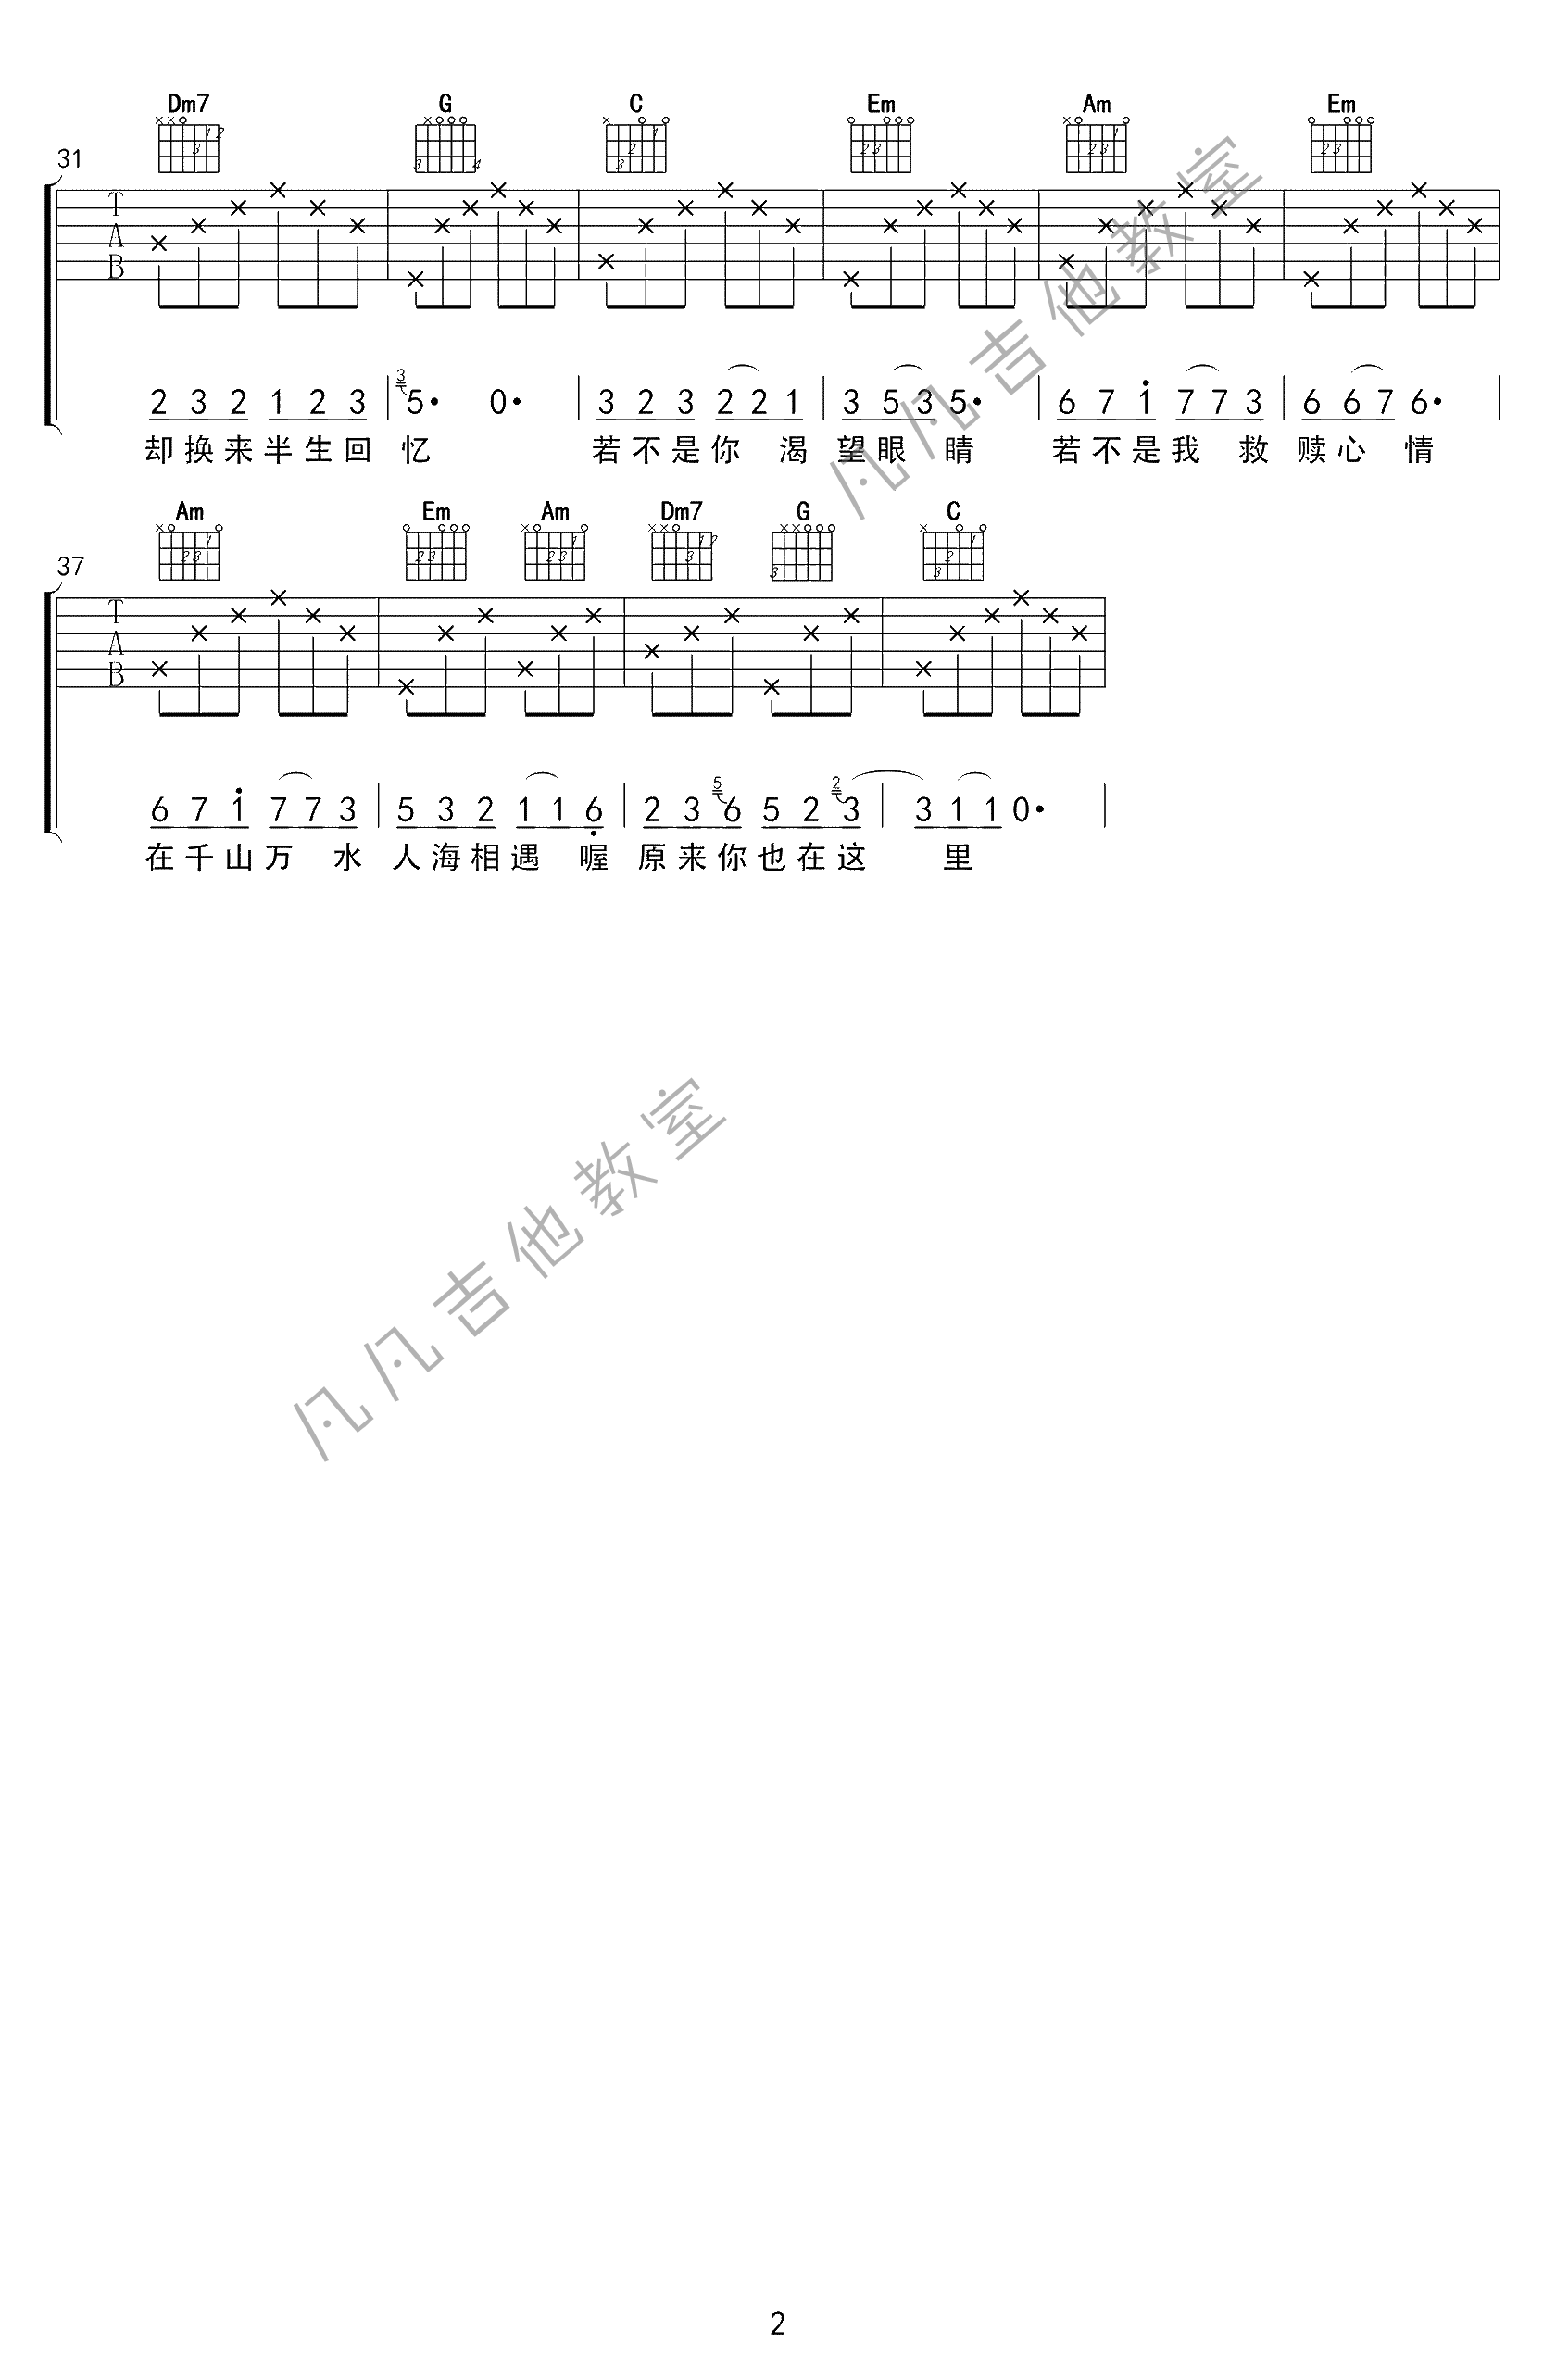 Dm7 G C Em Am Em
31
T
A
B
3
2 3 2 1 2 3 | 5· 0· | 3 2 3 2 2 1 | 3 5 3 5· | 6 7 1 7 7 3 | 6 6 7 6· |
却换来半生回 忆 若不是你 渴 望眼 睛 若不是我 救 赎心 情
Am Em Am Dm7 G C
37
T
A
B
5 2
6 7 1 7 7 3 | 5 3 2 1 1 6 | 2 3 6 5 2 3 | 3 1 1 0· |
在千山万 水 人海相遇 喔 原来你也在这 里
凡凡吉他教室
凡凡吉他教室
2